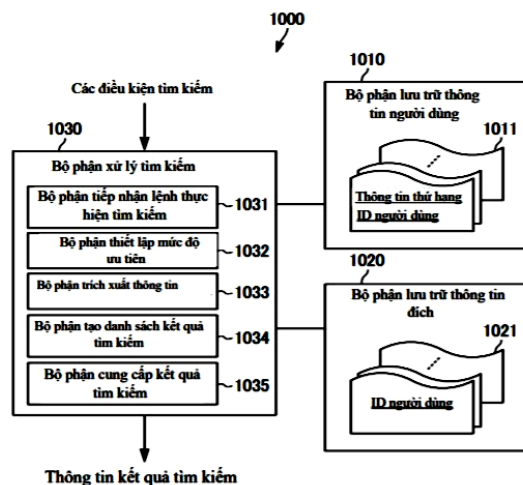 1000
Các điều kiện tìm kiếm
1030
Bộ phận xử lý tìm kiếm
Bộ phận tiếp nhận lệnh thực
hiện tìm kiếm
1031
Bộ phận thiết lập mức độ
ưu tiên
1032
Bộ phận trích xuất thông tin
1033
Bộ phận tạo danh sách kết quả
tìm kiếm
1034
Bộ phận cung cấp kết quả
tìm kiếm
1035
Thông tin kết quả tìm kiếm
1010
Bộ phận lưu trữ thông
tin người dùng
1011
Thông tin thứ hang
ID người dùng
1020
Bộ phận lưu trữ thông tin
đích
1021
ID người dùng